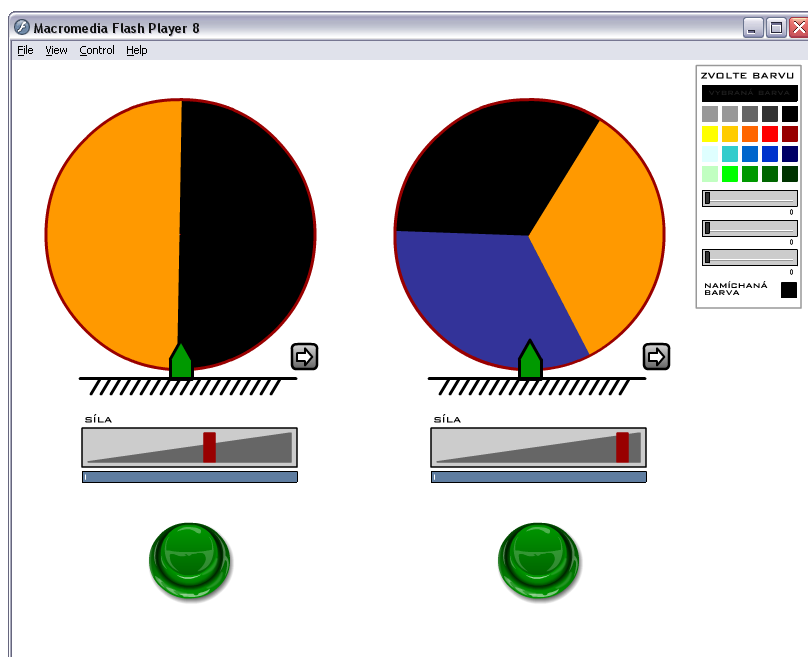 Macromedia Flash Player 8
File View Control Help
ZVOLTE BARVU
VYBRANÁ BARVA
0
0
0
NAMÍCHANÁ
BARVA
SÍLA
SÍLA